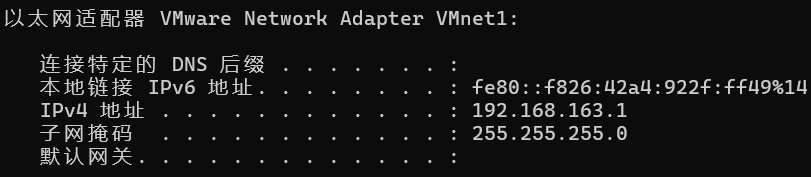 以太网适配器 VMware Network Adapter VMnet1:
连接特定的 DNS 后缀 . . . . . . . :
本地链接 IPv6 地址. . . . . . . . : fe80::f826:42a4:922f:ff49%14
IPv4 地址 . . . . . . . . . . . . : 192.168.163.1
子网掩码  . . . . . . . . . . . . : 255.255.255.0
默认网关. . . . . . . . . . . . . :